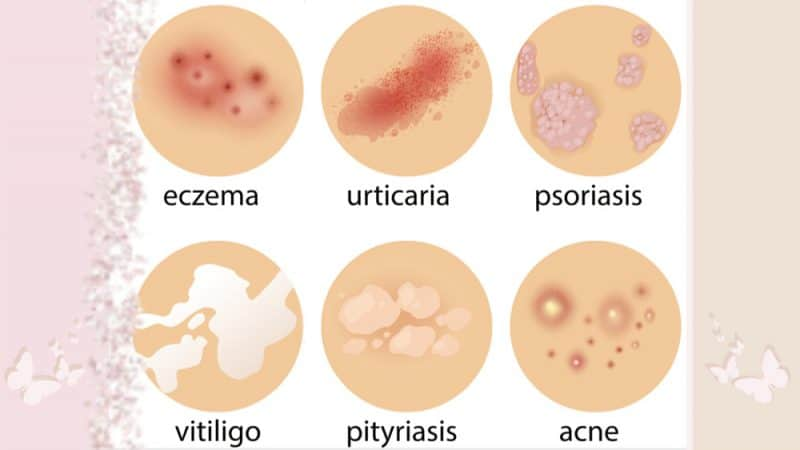 eczema
urticaria
psoriasis
vitiligo
pityriasis
acne